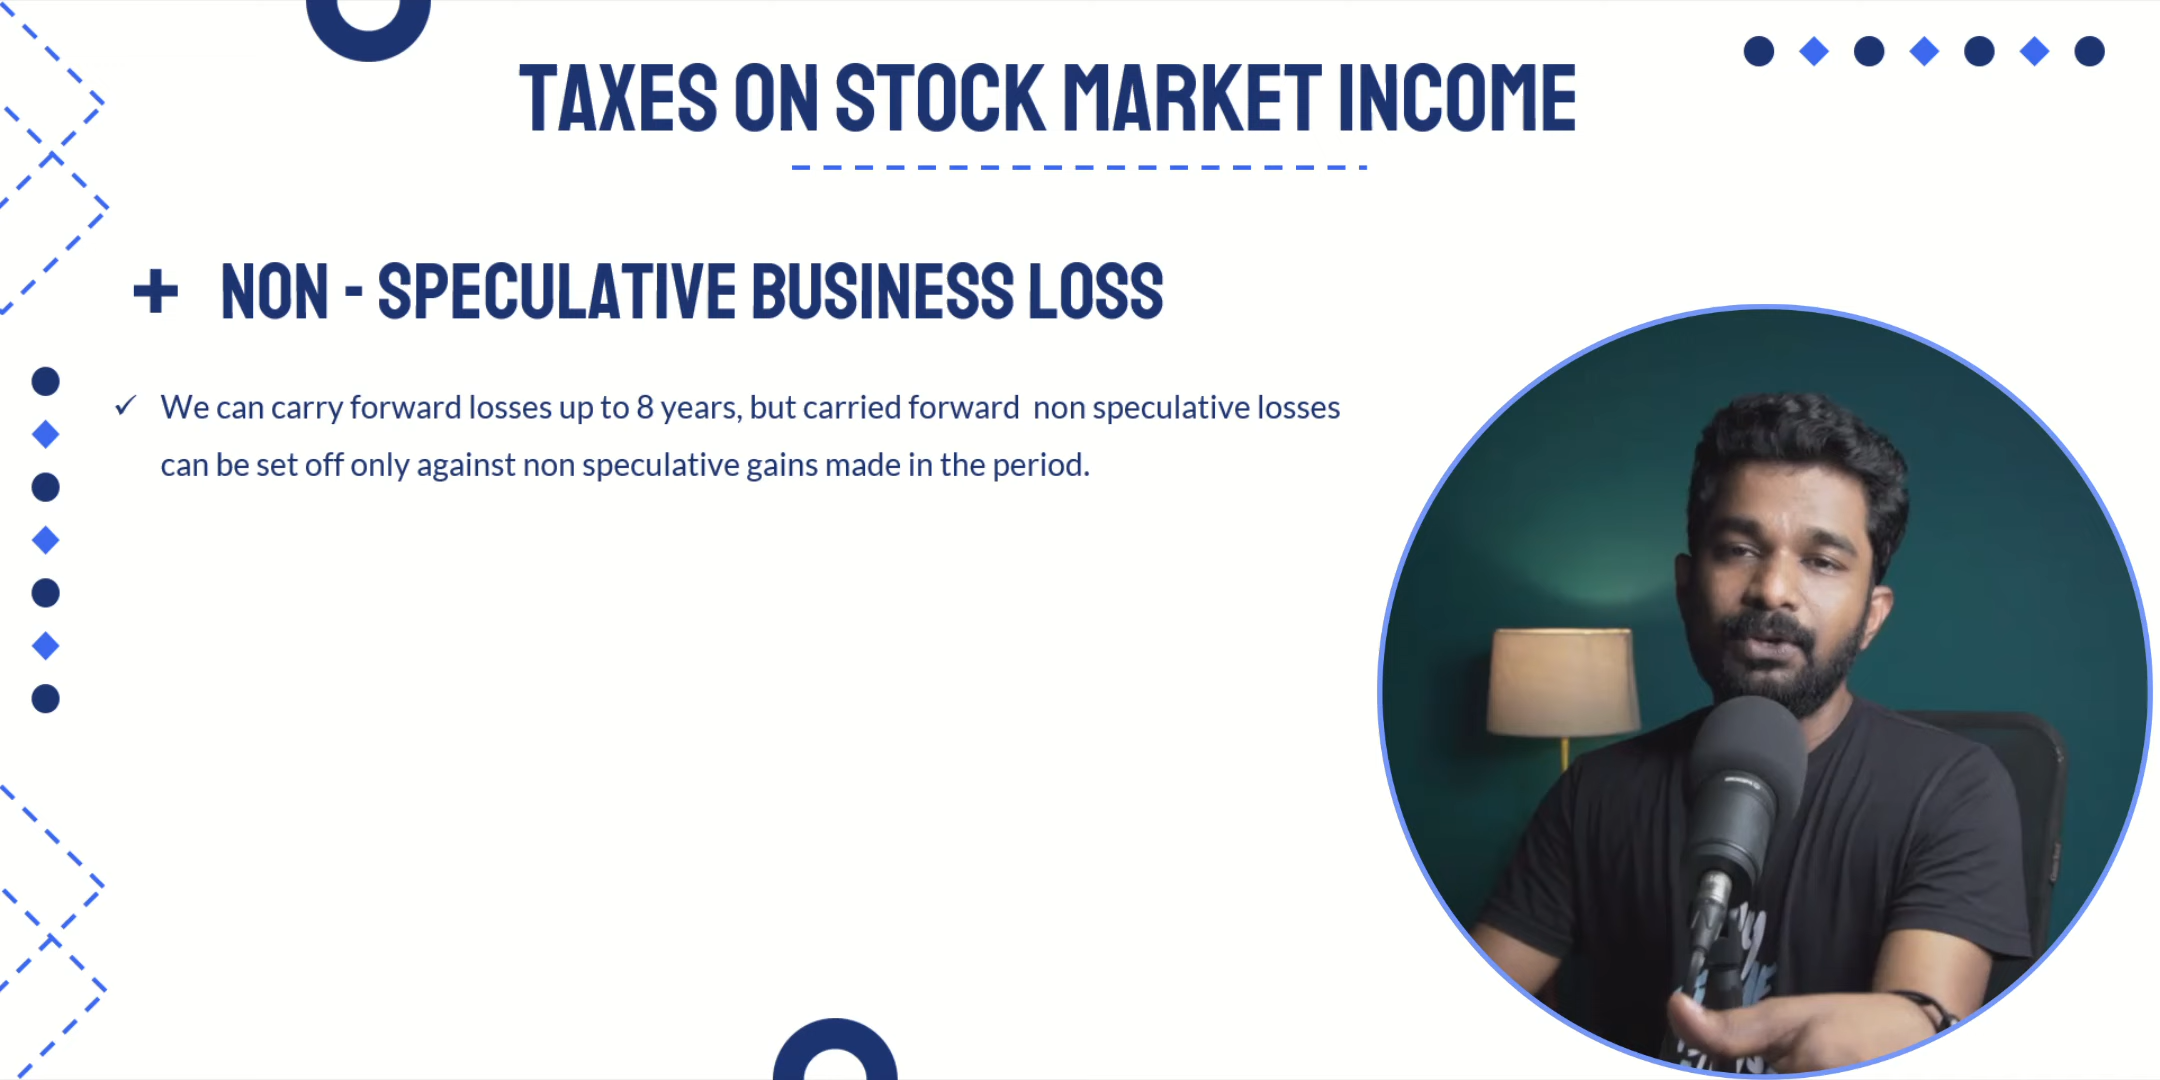 TAXES ON STOCK MARKET INCOME
+ NON - SPECULATIVE BUSINESS LOSS
✓ We can carry forward losses up to 8 years, but carried forward non speculative losses
can be set off only against non speculative gains made in the period.